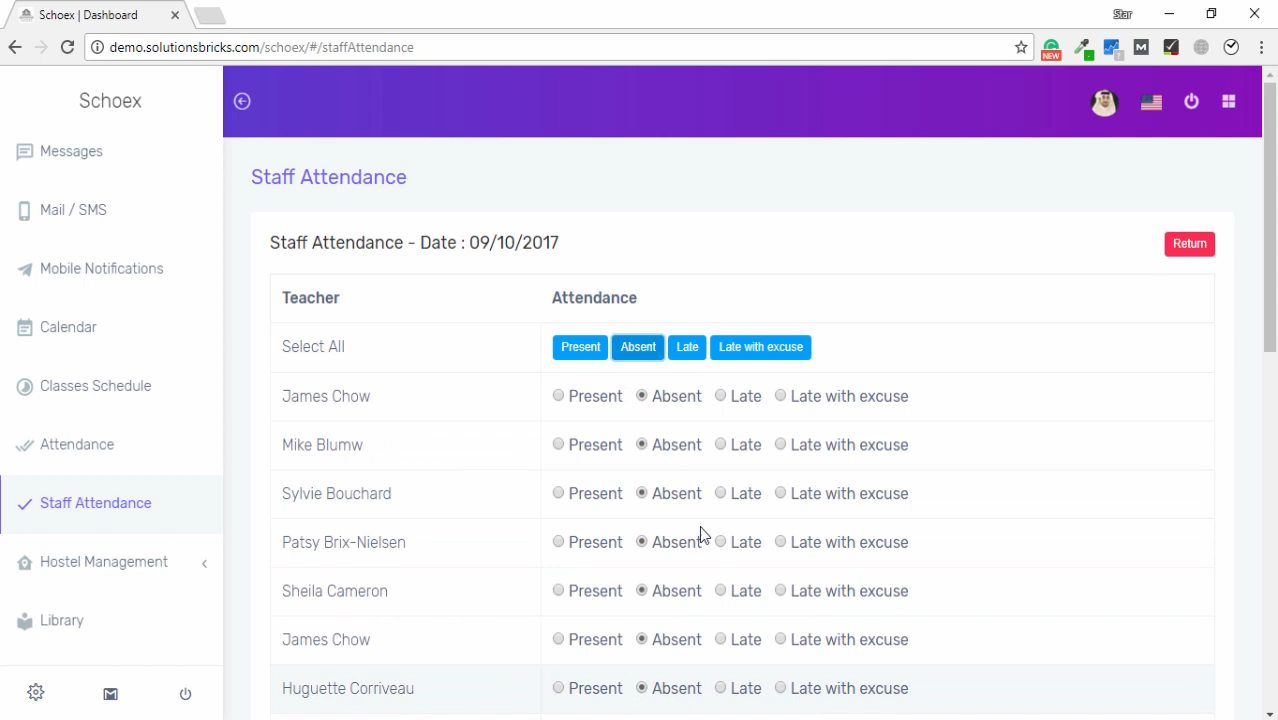 Schoex | Dashboard
Star
demo.solutionsbricks.com/schoex/#/staffAttendance
NEW
M
Schoex
Messages
Mail / SMS
Mobile Notifications
Calendar
Classes Schedule
Attendance
Staff Attendance
Hostel Management
Library
Staff Attendance
Staff Attendance - Date : 09/10/2017
Return
Teacher Attendance
Select All Present Absent Late Late with excuse
James Chow Present Absent Late Late with excuse
Mike Blumw Present Absent Late Late with excuse
Sylvie Bouchard Present Absent Late Late with excuse
Patsy Brix-Nielsen Present Absent Late Late with excuse
Sheila Cameron Present Absent Late Late with excuse
James Chow Present Absent Late Late with excuse
Huguette Corriveau Present Absent Late Late with excuse